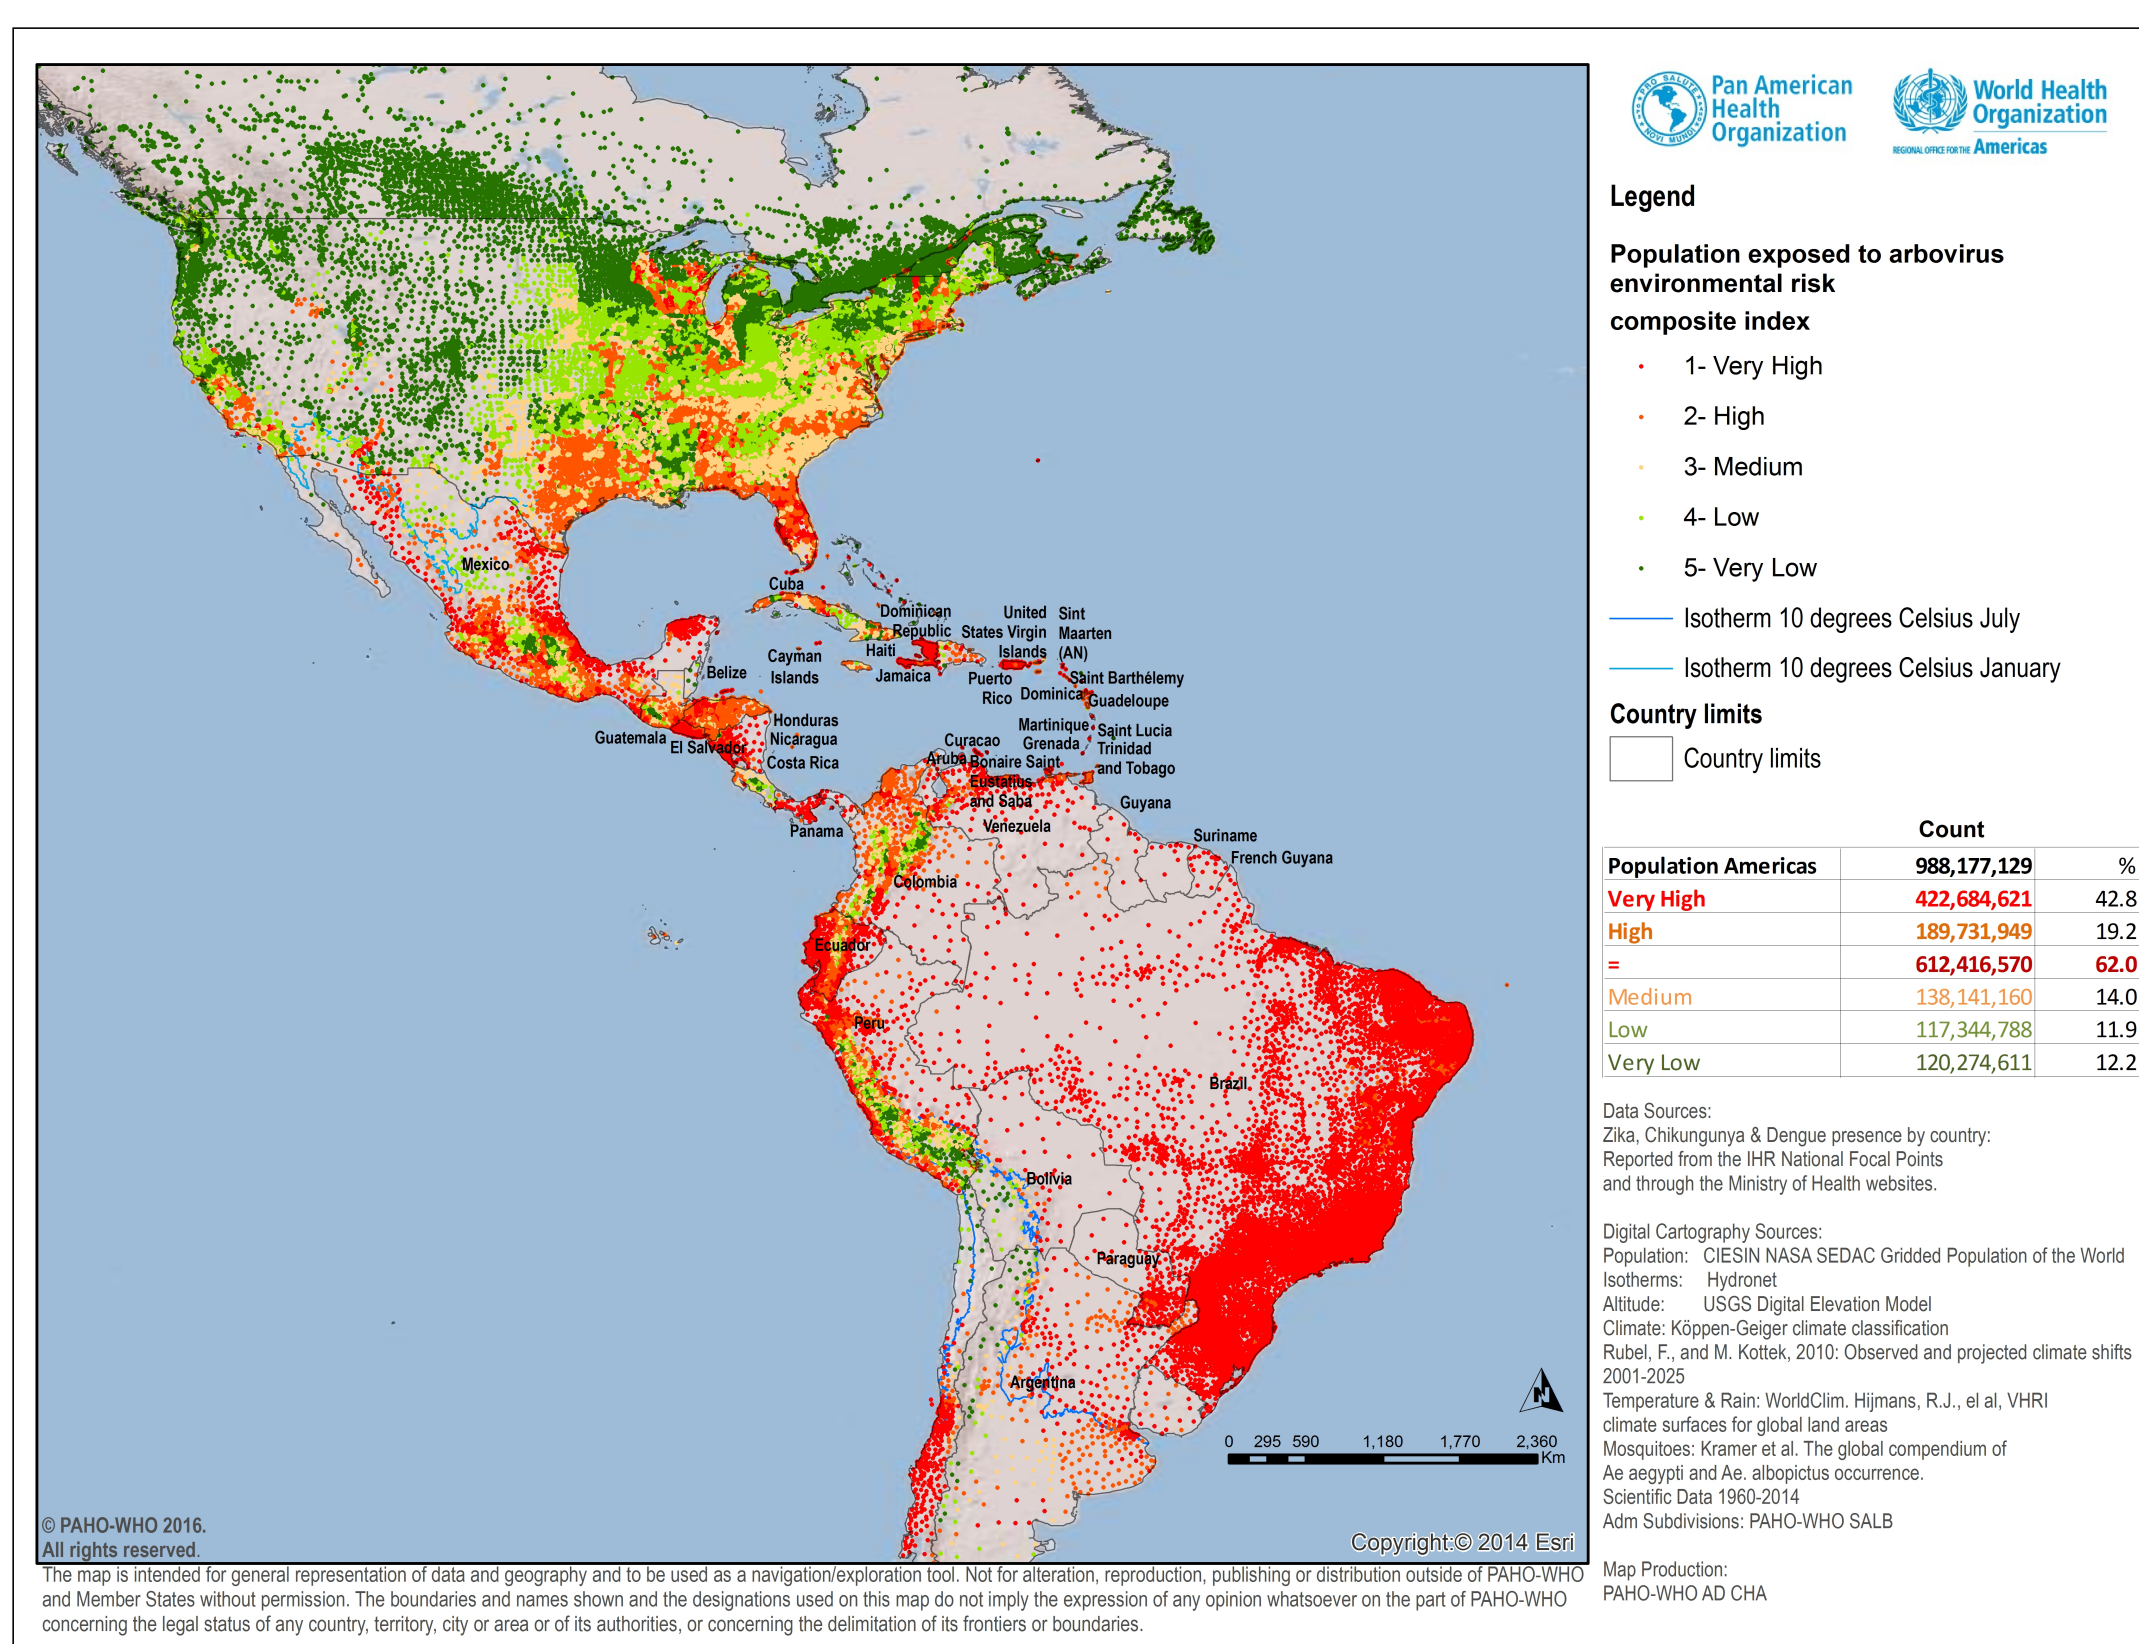 Pan American
Health
Organization
PRO SALUTE
NOVI MUNDI
World Health
Organization
REGIONAL OFFICE FOR THE Americas
Legend
Population exposed to arbovirus
environmental risk
composite index
1- Very High
2- High
3- Medium
4- Low
5- Very Low
Isotherm 10 degrees Celsius July
Isotherm 10 degrees Celsius January
Country limits
Country limits
Count
Population Americas 988,177,129 %
Very High 422,684,621 42.8
High 189,731,949 19.2
= 612,416,570 62.0
Medium 138,141,160 14.0
Low 117,344,788 11.9
Very Low 120,274,611 12.2
Data Sources:
Zika, Chikungunya & Dengue presence by country:
Reported from the IHR National Focal Points
and through the Ministry of Health websites.
Digital Cartography Sources:
Population: CIESIN NASA SEDAC Gridded Population of the World
Isotherms: Hydronet
Altitude: USGS Digital Elevation Model
Climate: Köppen-Geiger climate classification
Rubel, F., and M. Kottek, 2010: Observed and projected climate shifts
2001-2025
Temperature & Rain: WorldClim. Hijmans, R.J., el al, VHRI
climate surfaces for global land areas
Mosquitoes: Kramer et al. The global compendium of
Ae aegypti and Ae. albopictus occurrence.
Scientific Data 1960-2014
Adm Subdivisions: PAHO-WHO SALB
Map Production:
PAHO-WHO AD CHA
Mexico
Cuba
Dominican
Republic
United
States Virgin
Islands
Sint
Maarten
(AN)
Haiti
Cayman
Islands
Belize
Jamaica
Puerto
Rico
Saint Barthélemy
Dominica
Guadeloupe
Honduras
Martinique
Saint Lucia
Guatemala
El Salvador
Nicaragua
Curacao
Grenada
Trinidad
and Tobago
Costa Rica
Aruba
Bonaire Saint
Eustatius
and Saba
Guyana
Panama
Venezuela
Suriname
French Guyana
Colombia
Ecuador
Peru
Brazil
Bolivia
Paraguay
Argentina
N
0 295 590 1,180 1,770 2,360
Km
© PAHO-WHO 2016.
All rights reserved.
Copyright:© 2014 Esri
The map is intended for general representation of data and geography and to be used as a navigation/exploration tool. Not for alteration, reproduction, publishing or distribution outside of PAHO-WHO
and Member States without permission. The boundaries and names shown and the designations used on this map do not imply the expression of any opinion whatsoever on the part of PAHO-WHO
concerning the legal status of any country, territory, city or area or of its authorities, or concerning the delimitation of its frontiers or boundaries.